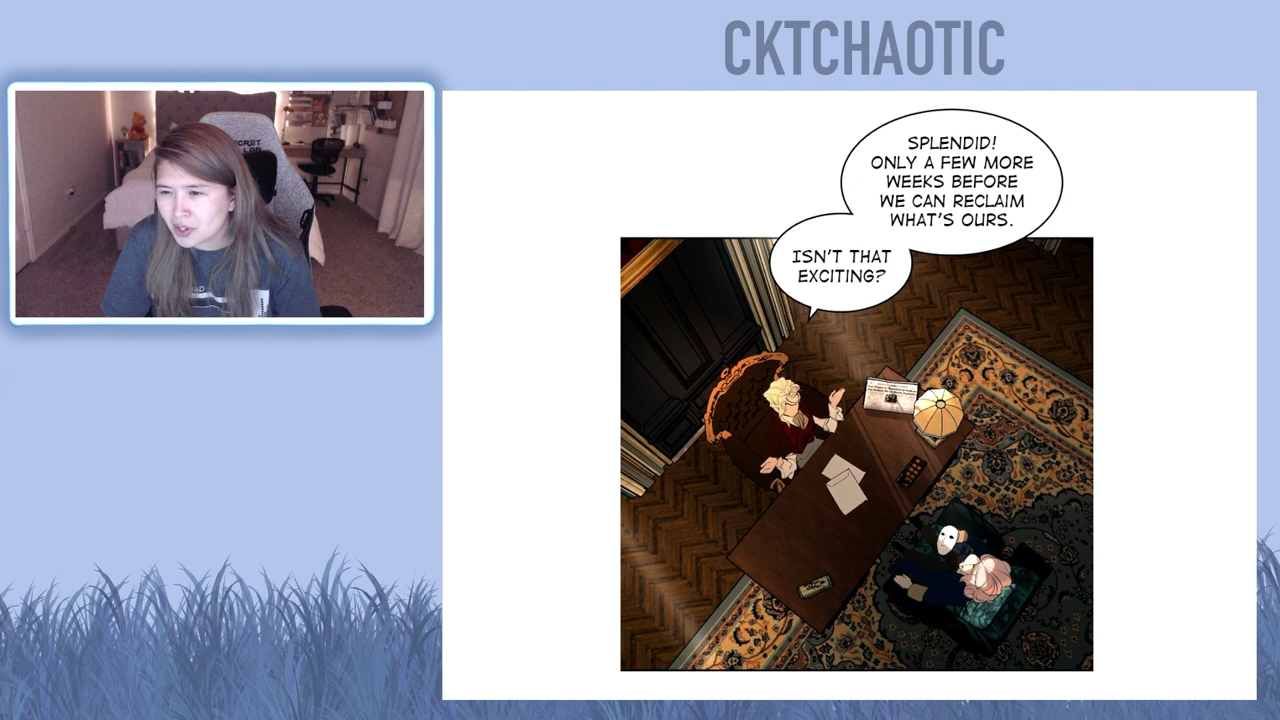 CKTCHAOTIC
SPLENDID!
ONLY A FEW MORE
WEEKS BEFORE
WE CAN RECLAIM
WHAT'S OURS.
ISN'T THAT
EXCITING?